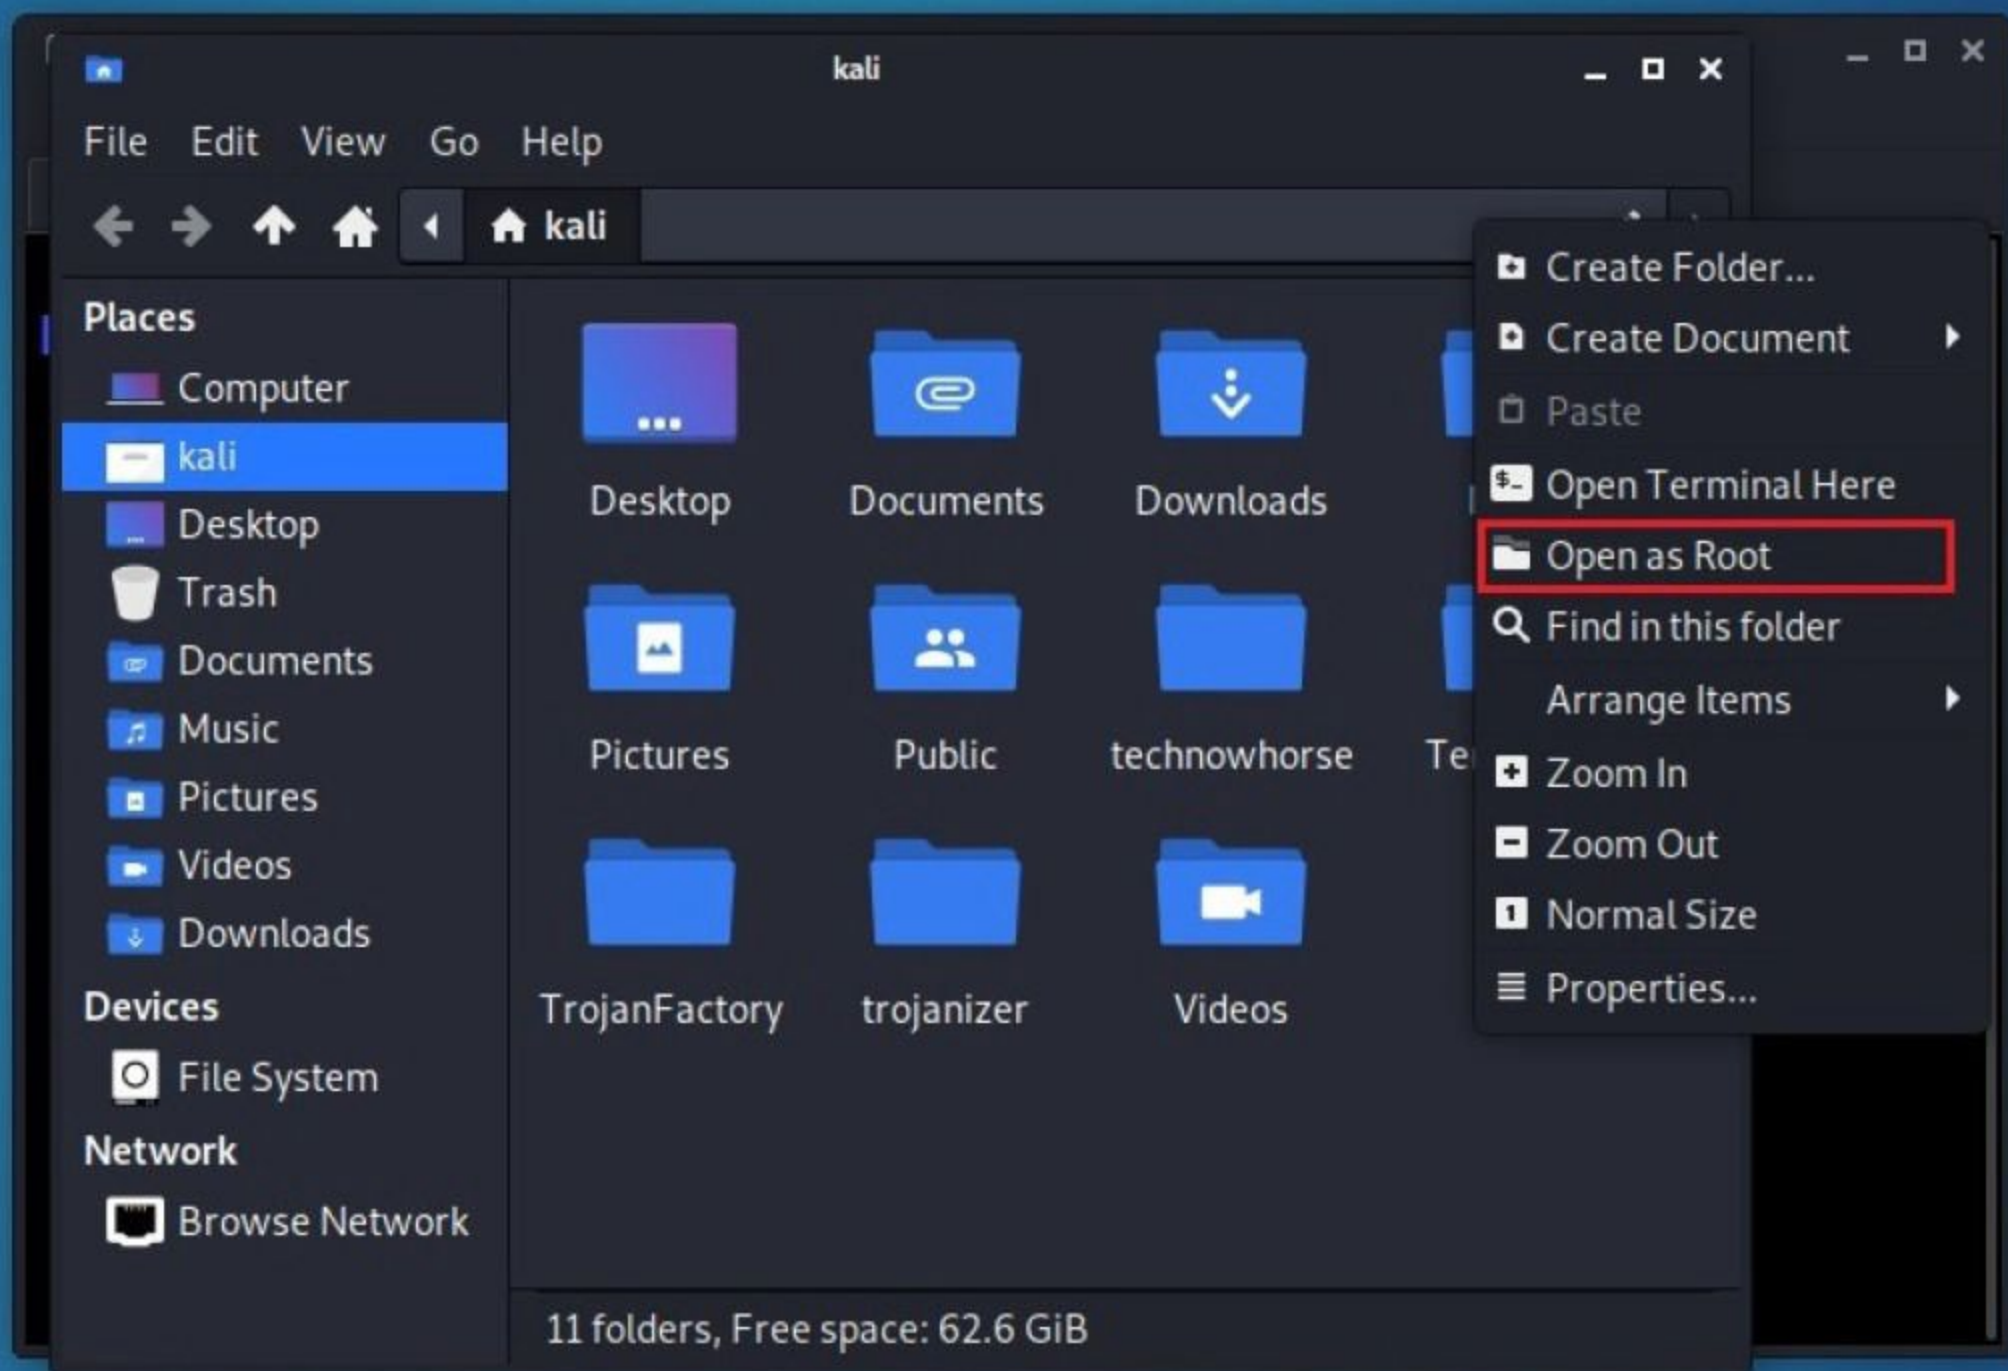 kali
File Edit View Go Help
kali
Places
Computer
kali
Desktop
Trash
Documents
Music
Pictures
Videos
Downloads
Devices
File System
Network
Browse Network
Desktop Documents Downloads
Pictures Public technowhorse Te
TrojanFactory trojanizer Videos
11 folders, Free space: 62.6 GiB
Create Folder...
Create Document
Paste
$_ Open Terminal Here
Open as Root
Find in this folder
Arrange Items
Zoom In
Zoom Out
1 Normal Size
Properties...